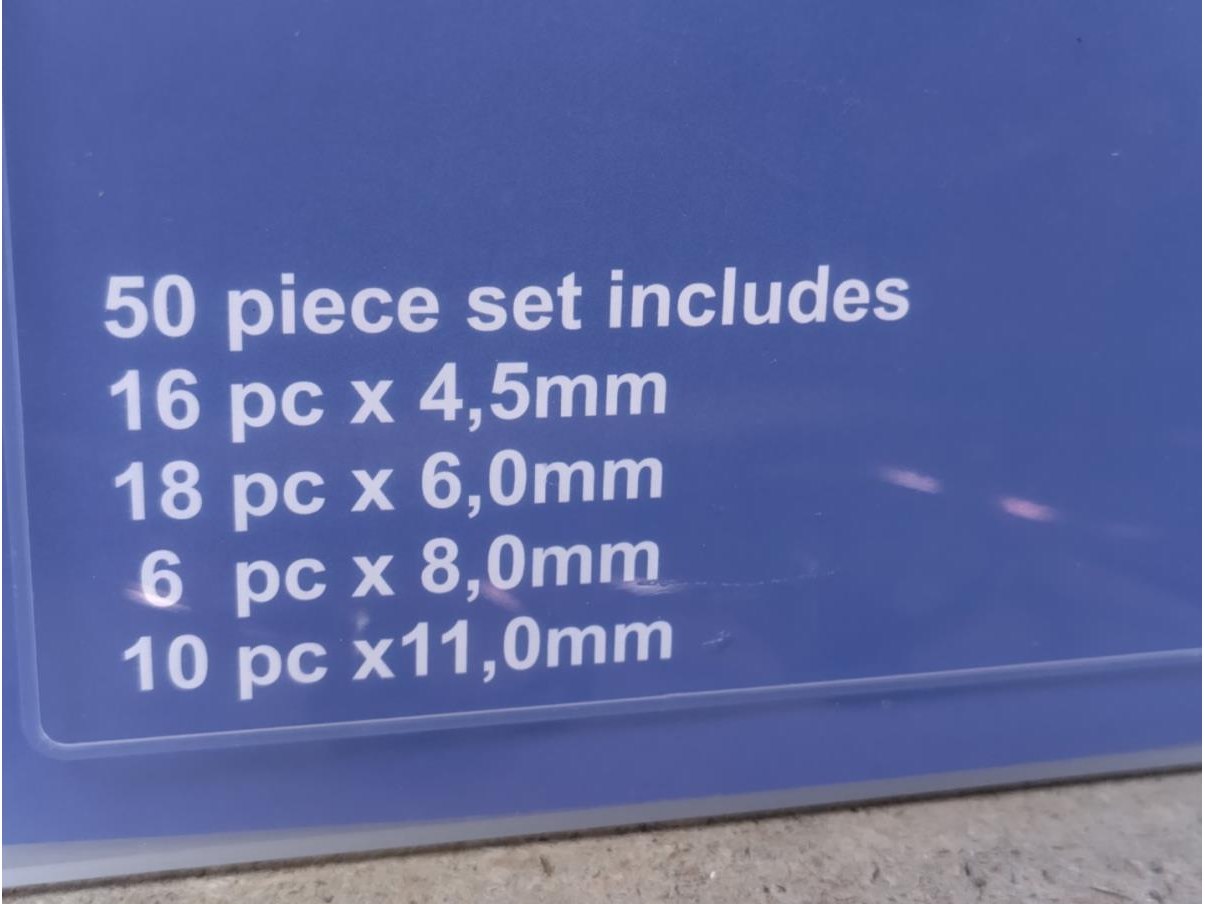 50 piece set includes
16 pc x 4,5mm
18 pc x 6,0mm
6 pc x 8,0mm
10 pc x11,0mm